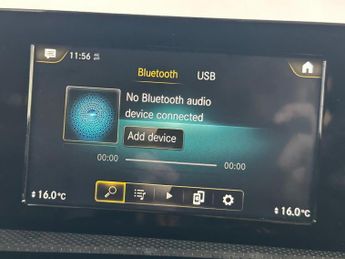 11:56
Bluetooth USB
No Bluetooth audio
device connected
Add device
00:00 00:00
16.0°C 16.0°C